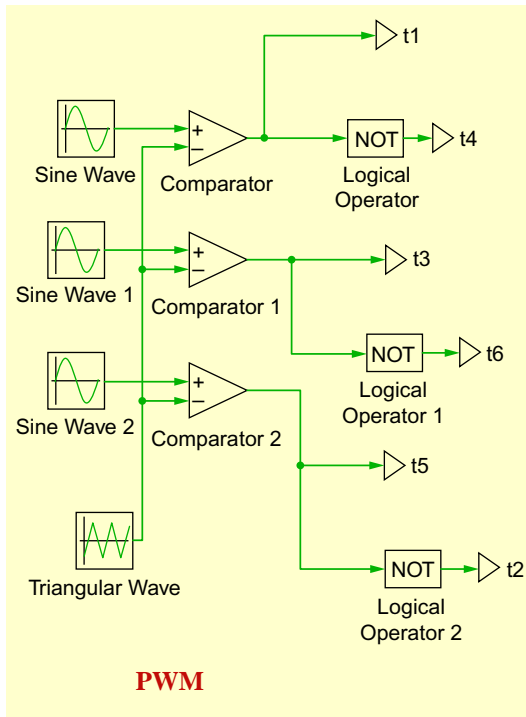 t1
+
−
NOT
t4
Sine Wave
Comparator
Logical
Operator
+
−
t3
Sine Wave 1
Comparator 1
NOT
t6
Logical
Operator 1
+
−
Sine Wave 2
Comparator 2
t5
NOT
t2
Triangular Wave
Logical
Operator 2
PWM